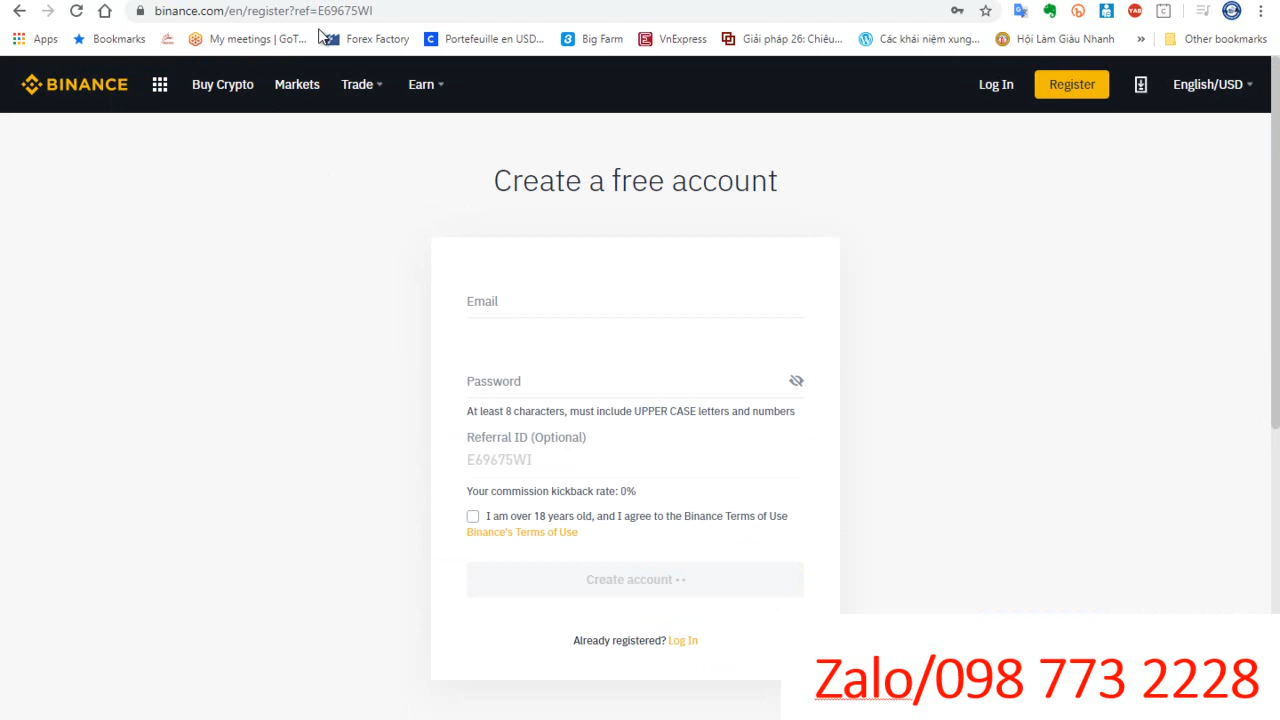 binance.com/en/register?ref=E69675WI
Apps Bookmarks My meetings | GoT... Forex Factory Portefeuille en USD... Big Farm VnExpress Giải pháp 26: Chiêu... Các khái niệm xung... Hội Làm Giàu Nhanh » Other bookmarks
BINANCE Buy Crypto Markets Trade Earn Log In Register English/USD
Create a free account
Email
Password
At least 8 characters, must include UPPER CASE letters and numbers
Referral ID (Optional)
E69675WI
Your commission kickback rate: 0%
I am over 18 years old, and I agree to the Binance Terms of Use
Binance's Terms of Use
Create account
Already registered? Log In
Zalo/098 773 2228